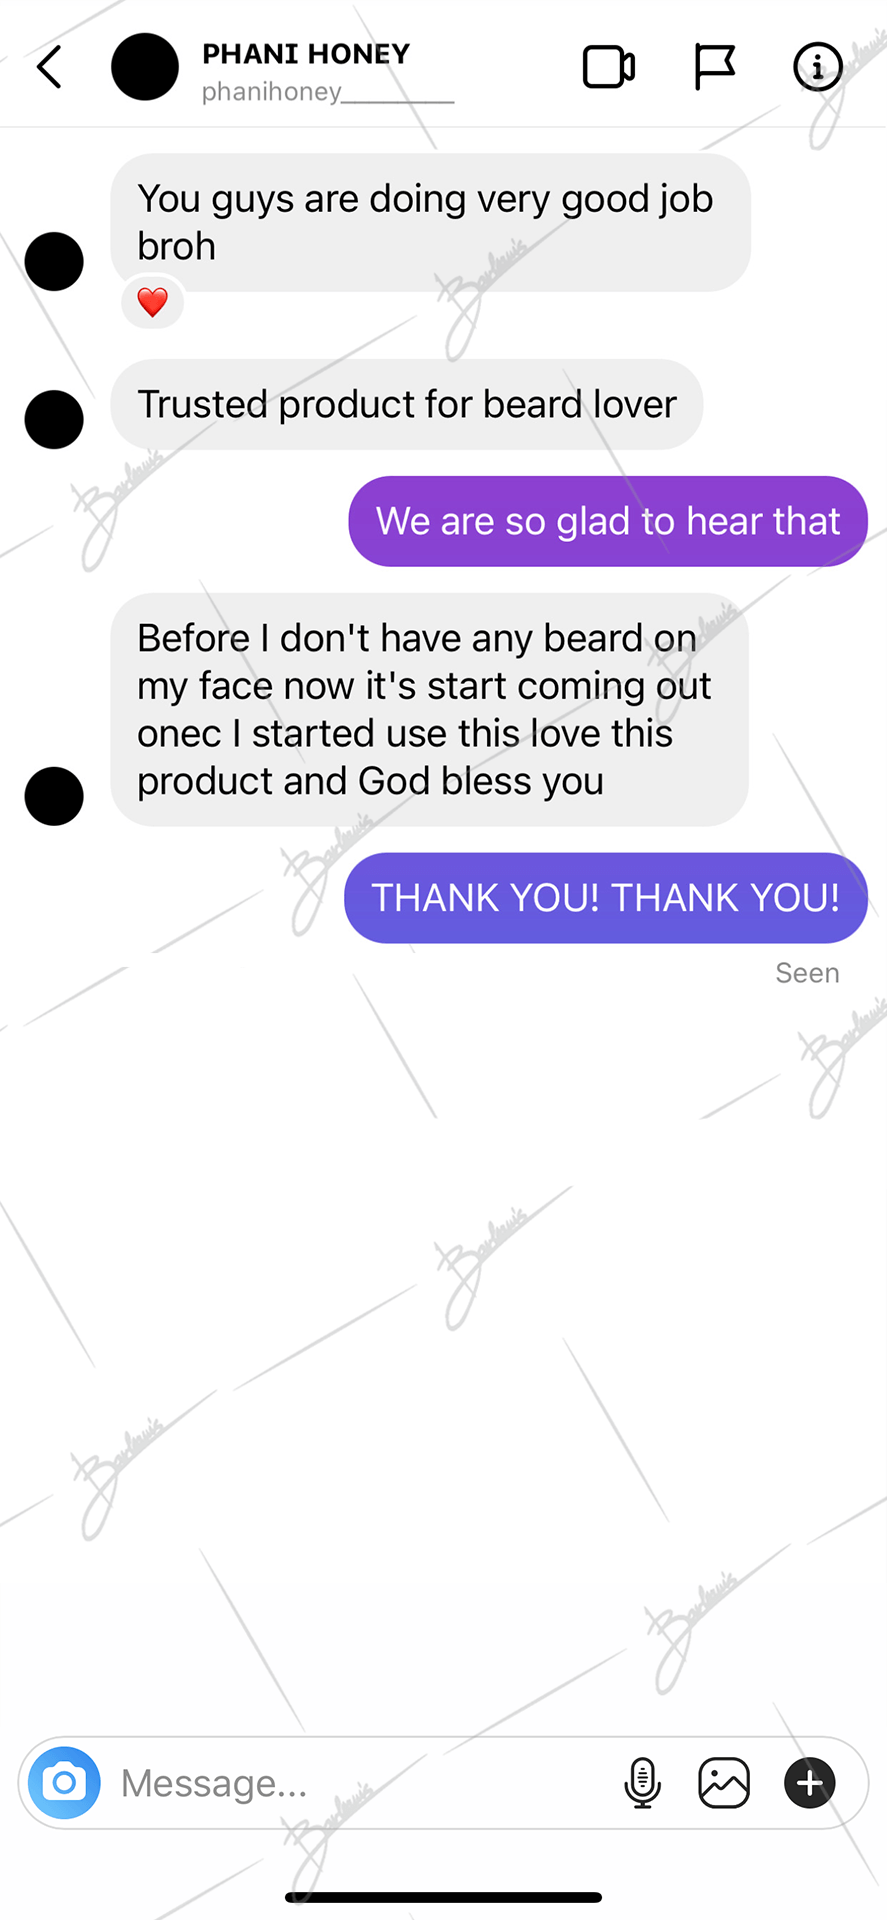 PHANI HONEY
phanihoney_________
You guys are doing very good job
broh
Trusted product for beard lover
We are so glad to hear that
Before I don't have any beard on
my face now it's start coming out
onec I started use this love this
product and God bless you
THANK YOU! THANK YOU!
Seen
Message...